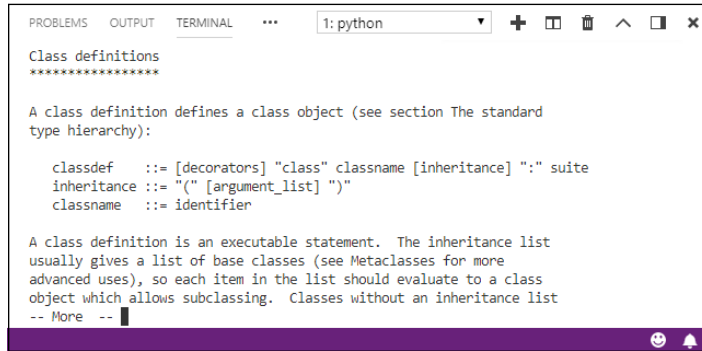 PROBLEMS OUTPUT TERMINAL ••• 1: python
Class definitions
*****************
A class definition defines a class object (see section The standard
type hierarchy):
classdef ::= [decorators] "class" classname [inheritance] ":" suite
inheritance ::= "(" [argument_list] ")"
classname ::= identifier
A class definition is an executable statement. The inheritance list
usually gives a list of base classes (see Metaclasses for more
advanced uses), so each item in the list should evaluate to a class
object which allows subclassing. Classes without an inheritance list
-- More --